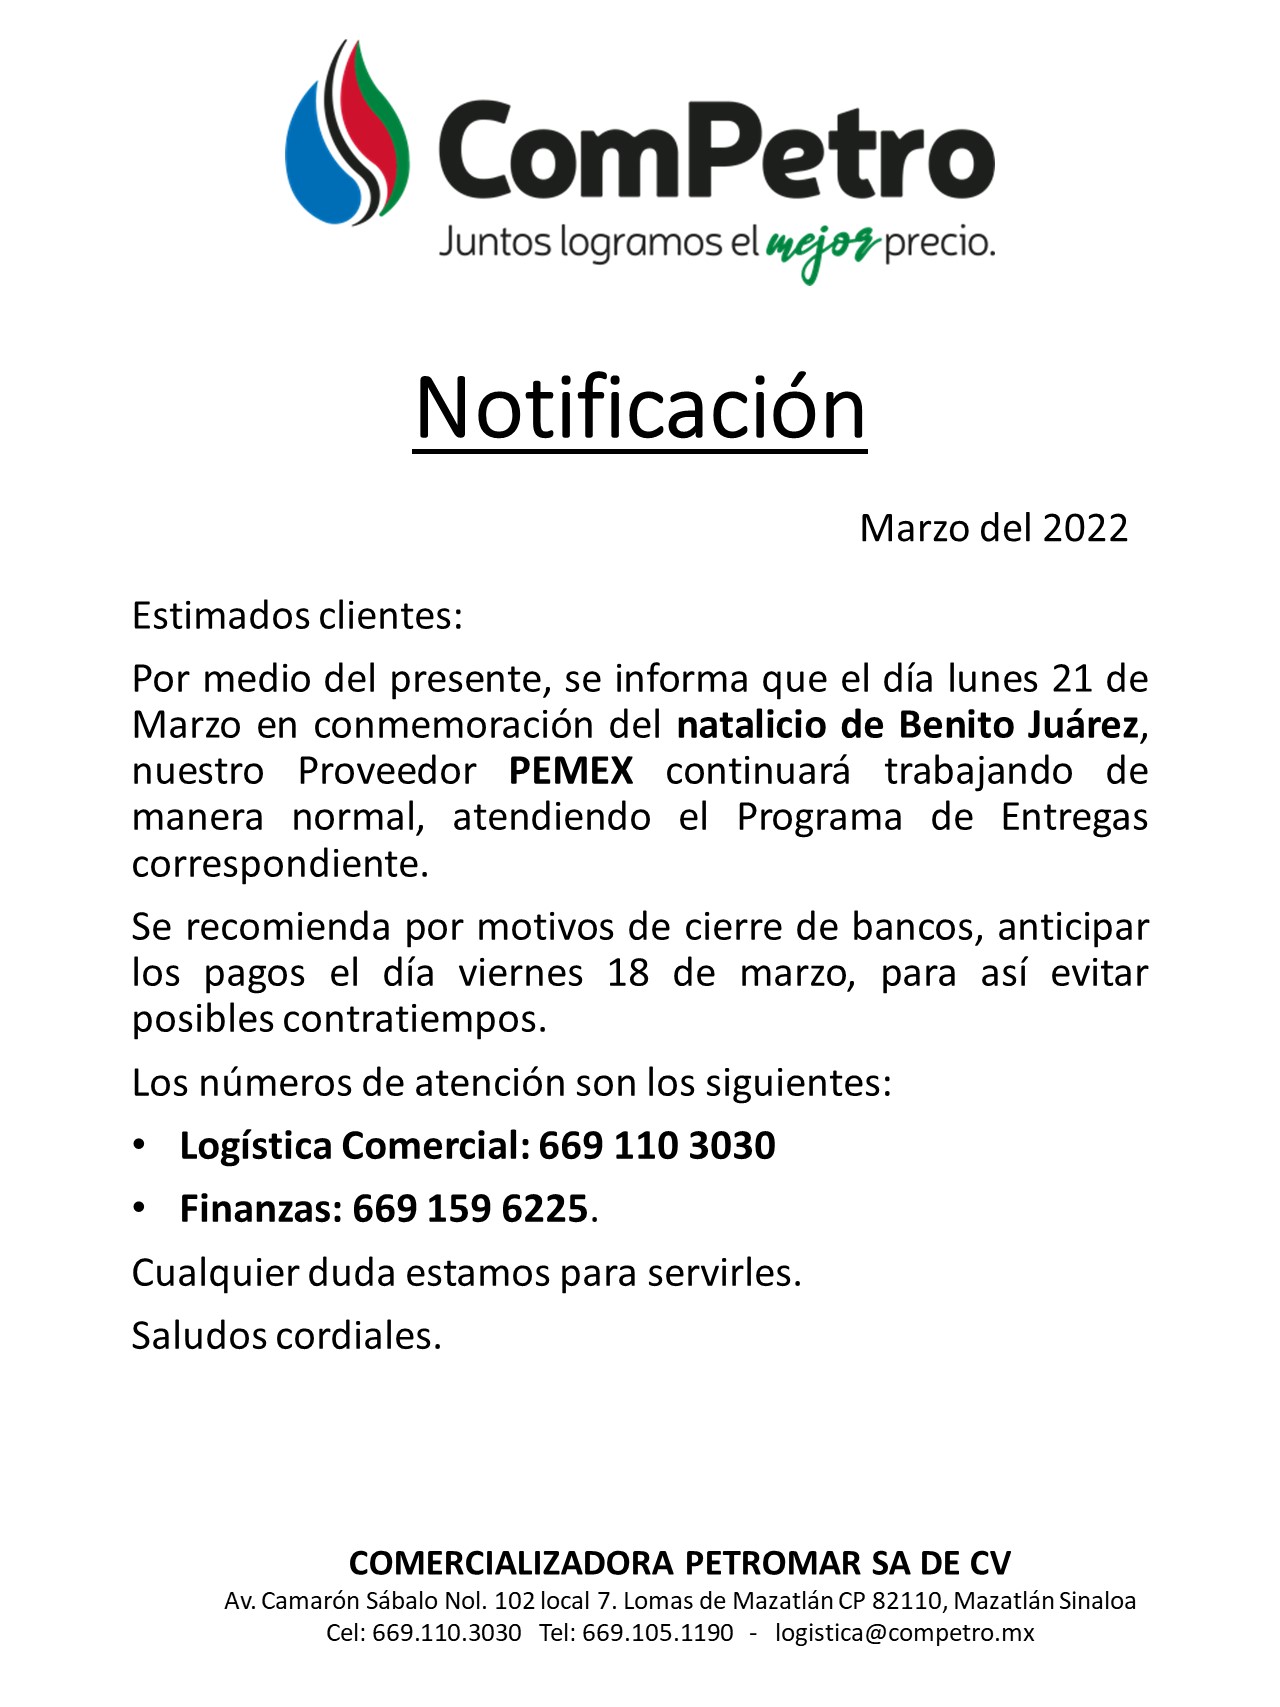 ComPetro
Juntos logramos el mejor precio.
Notificación
Marzo del 2022
Estimados clientes:
Por medio del presente, se informa que el día lunes 21 de
Marzo en conmemoración del natalicio de Benito Juárez,
nuestro Proveedor PEMEX continuará trabajando de
manera normal, atendiendo el Programa de Entregas
correspondiente.
Se recomienda por motivos de cierre de bancos, anticipar
los pagos el día viernes 18 de marzo, para así evitar
posibles contratiempos.
Los números de atención son los siguientes:
• Logística Comercial: 669 110 3030
• Finanzas: 669 159 6225.
Cualquier duda estamos para servirles.
Saludos cordiales.
COMERCIALIZADORA PETROMAR SA DE CV
Av. Camarón Sábalo Nol. 102 local 7. Lomas de Mazatlán CP 82110, Mazatlán Sinaloa
Cel: 669.110.3030 Tel: 669.105.1190 - logistica@competro.mx